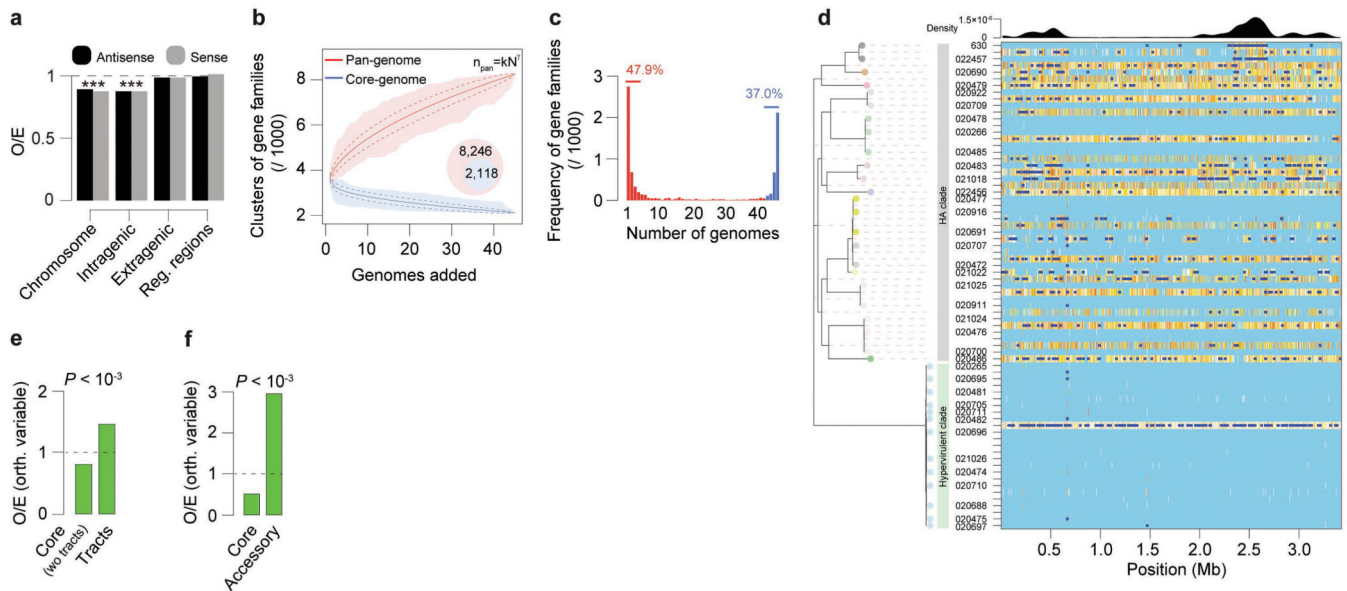 a
Antisense
Sense
O/E
1
0.5
0
***
***
Chromosome
Intragenic
Extragenic
Reg. regions
b
Clusters of gene families
(/ 1000)
8
6
4
2
Pan-genome
Core-genome
n_pan=kN^γ
8,246
2,118
0 10 20 30 40
Genomes added
c
Frequency of gene families
(/ 1000)
3
2
1
0
47.9%
37.0%
1 10 20 30 40
Number of genomes
d
Density
1.5×10⁻⁶
0
630
022457
020690
020479
020922
020709
020478
020266
020485
020483
021018
022456
020477
020916
020691
020707
020472
021022
021025
020911
021024
020476
020700
020486
020265
020695
020481
020705
020711
020482
020696
021026
020474
020710
020688
020475
020697
HA clade
Hypervirulent clade
0.5 1.0 1.5 2.0 2.5 3.0
Position (Mb)
e
P < 10⁻³
O/E (orth. variable)
2
1
0
Core
(wo tracts)
Tracts
f
P < 10⁻³
O/E (orth. variable)
3
2
1
0
Core
Accessory